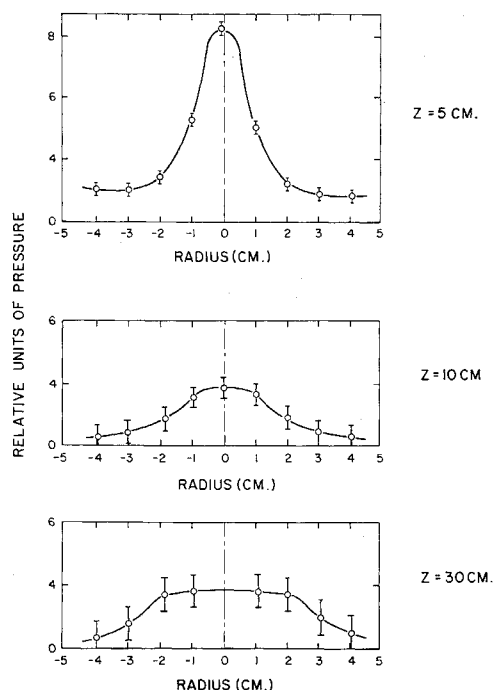 RELATIVE UNITS OF PRESSURE
8
6
4
0
-5 -4 -3 -2 -1 0 1 2 3 4 5
RADIUS (CM.)
Z = 5 CM.
6
4
0
-5 -4 -3 -2 -1 0 1 2 3 4 5
RADIUS (CM.)
Z = 10 CM
6
4
0
-5 -4 -3 -2 -1 0 1 2 3 4 5
RADIUS (CM.)
Z = 30 CM.